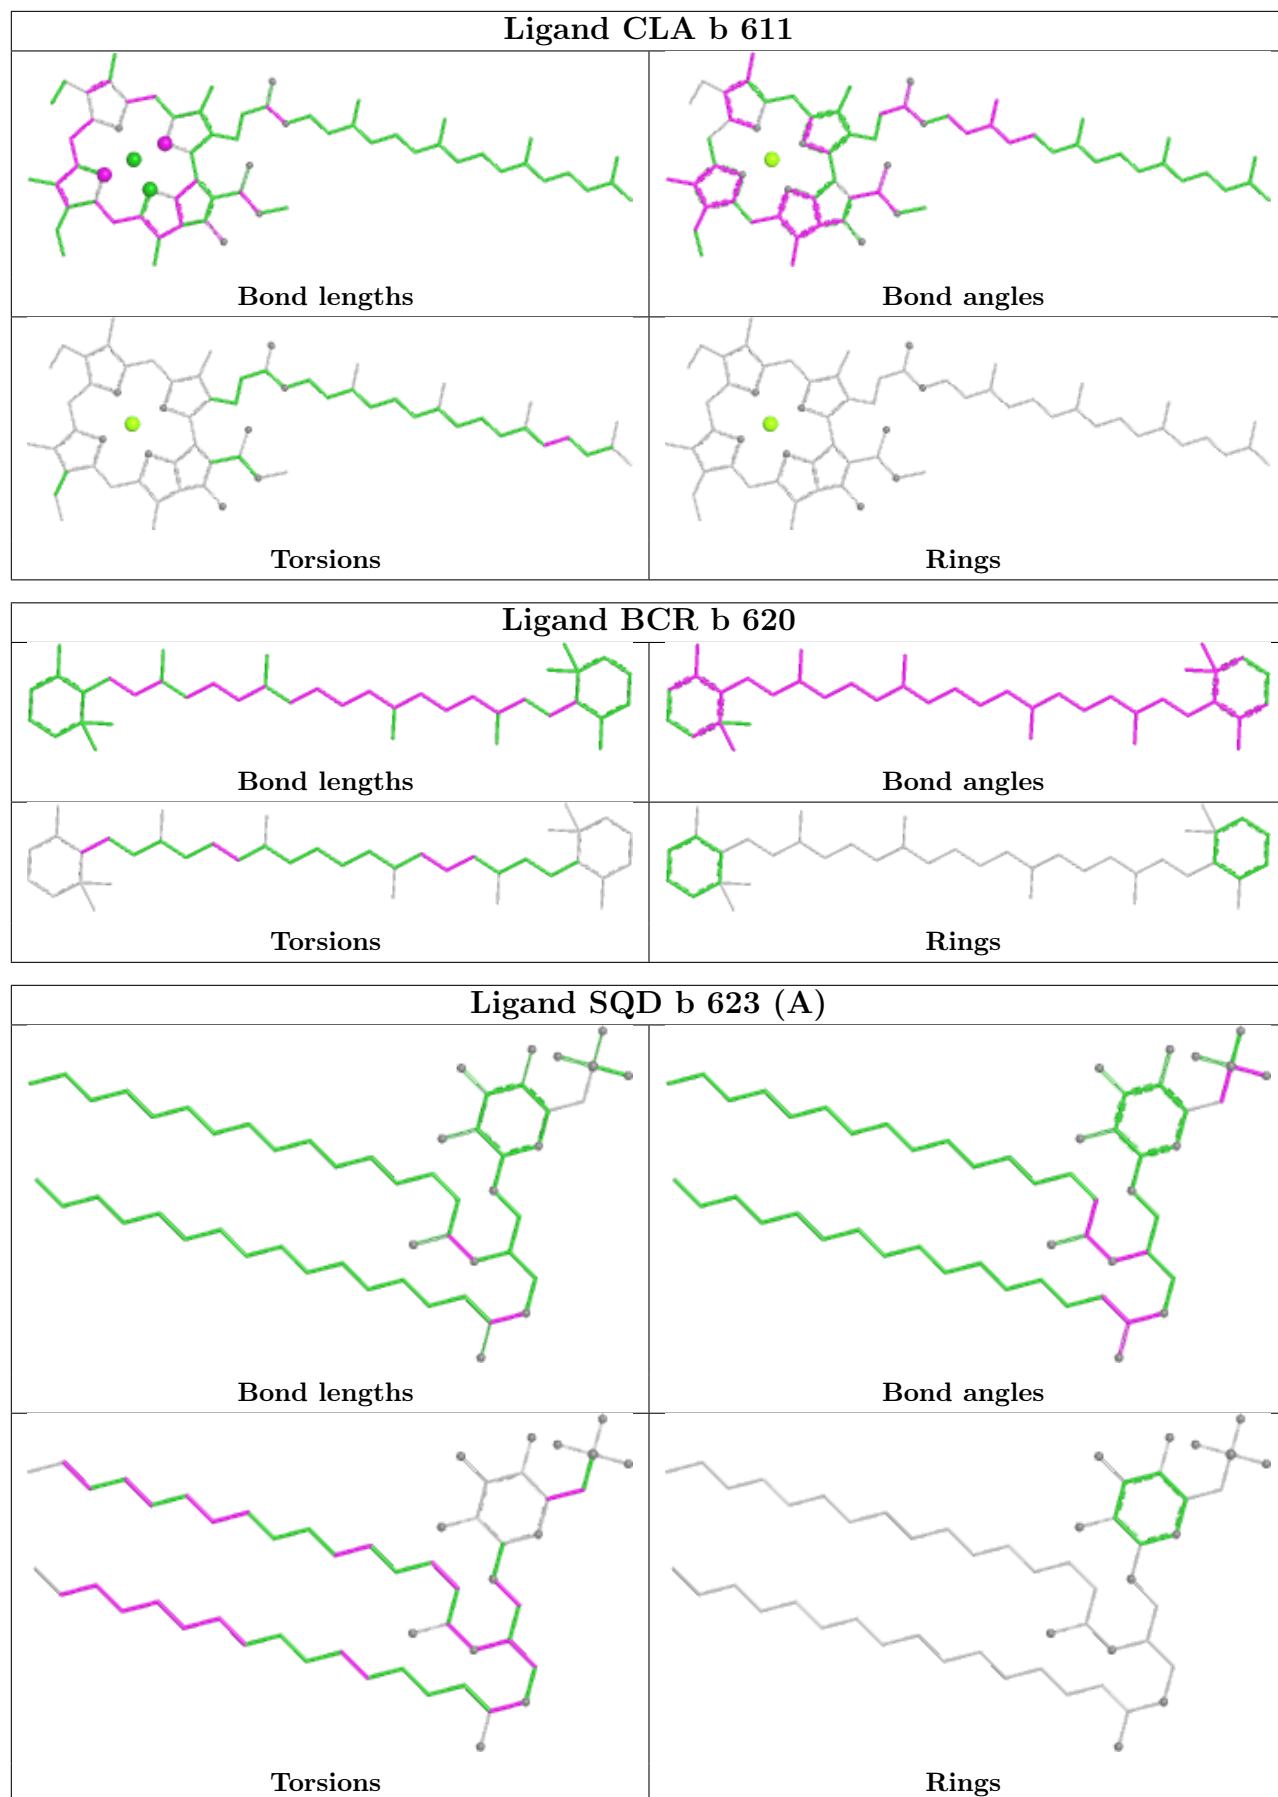 Ligand CLA b 611
Bond lengths
Bond angles
Torsions
Rings
Ligand BCR b 620
Bond lengths
Bond angles
Torsions
Rings
Ligand SQD b 623 (A)
Bond lengths
Bond angles
Torsions
Rings